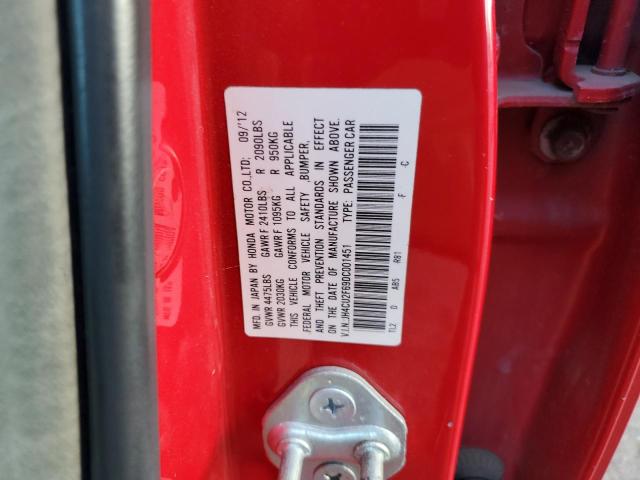 MFD. IN JAPAN BY HONDA MOTOR CO.,LTD: 09/'12
GVWR 4475LBS GAWR F 2410LBS R 2090LBS
GVWR 2030KG GAWR F 1095KG R 950KG
THIS VEHICLE CONFORMS TO ALL APPLICABLE
FEDERAL MOTOR VEHICLE SAFETY ,BUMPER,
AND THEFT PREVENTION STANDARDS IN EFFECT
ON THE DATE OF MANUFACTURE SHOWN ABOVE.
V.I.N.:JH4CU2F69DC001451 TYPE: PASSENGER CAR
TL2 D AB5 R81 F -C